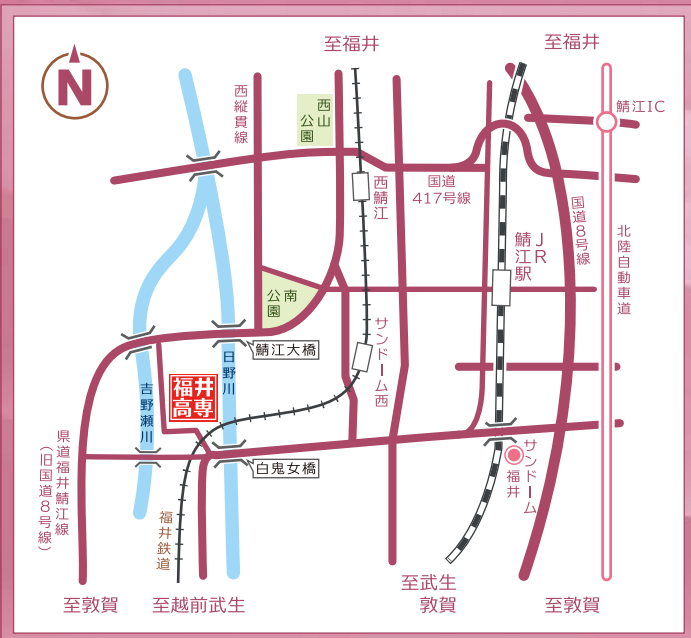 至福井
至福井
N
西縦貫線
西山
公園
鯖江IC
西鯖江
国道
417号線
国道8号線
北陸自動車道
JR
鯖江駅
南
公園
サンドーム西
鯖江大橋
日野川
福井
高専
吉野瀬川
県道福井鯖江線
(旧国道8号線)
白鬼女橋
サンドーム
福井
福井鉄道
至敦賀
至越前武生
至武生
敦賀
至敦賀